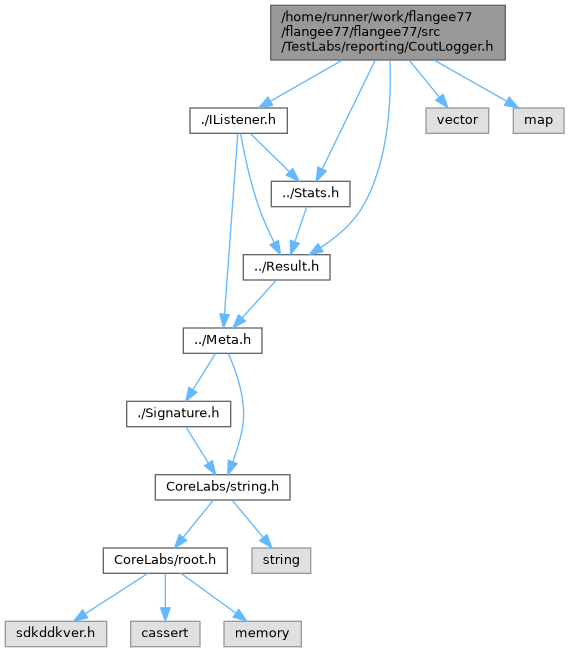 /home/runner/work/flangee77
/flangee77/flangee77/src
/TestLabs/reporting/CoutLogger.h
./IListener.h
vector
map
../Stats.h
../Result.h
../Meta.h
./Signature.h
CoreLabs/string.h
CoreLabs/root.h
string
sdkddkver.h
cassert
memory